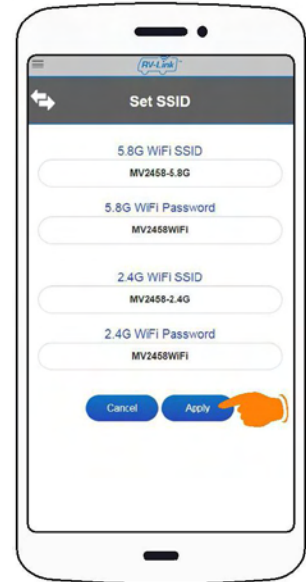 RV-Link
Set SSID
5.8G WiFi SSID
MV2458-5.8G
5.8G WiFi Password
MV2458WiFi
2.4G WiFi SSID
MV2458-2.4G
2.4G WiFi Password
MV2458WiFi
Cancel Apply